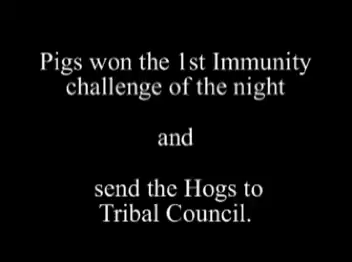 Pigs won the 1st Immunity
challenge of the night
and
send the Hogs to
Tribal Council.